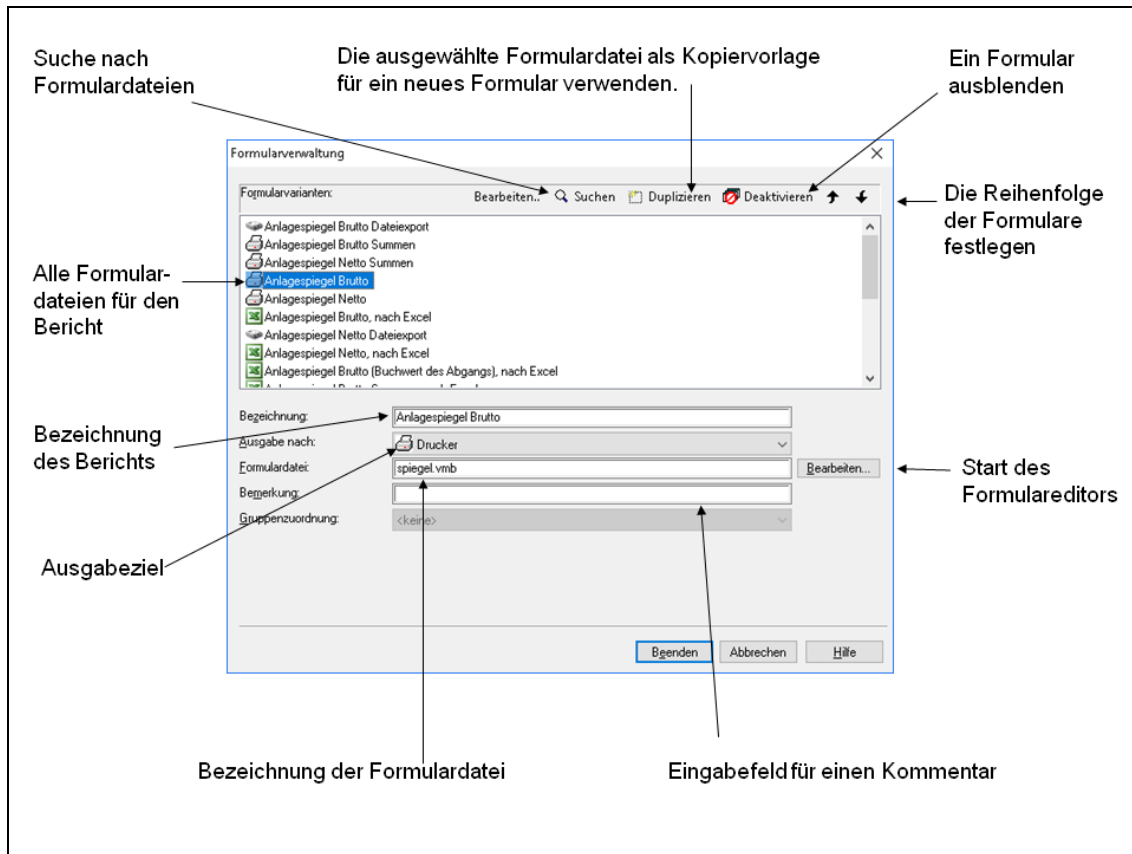 Suche nach
Formulardateien
Die ausgewählte Formulardatei als Kopiervorlage
für ein neues Formular verwenden.
Ein Formular
ausblenden
Formularverwaltung
Formularvarianten:
Bearbeiten.. Suchen Duplizieren Deaktivieren
Die Reihenfolge
der Formulare
festlegen
Alle Formular-
dateien für den
Bericht
Anlagespiegel Brutto Dateiexport
Anlagespiegel Brutto Summen
Anlagespiegel Netto Summen
Anlagespiegel Brutto
Anlagespiegel Netto
Anlagespiegel Brutto, nach Excel
Anlagespiegel Netto Dateiexport
Anlagespiegel Netto, nach Excel
Anlagespiegel Brutto (Buchwert des Abgangs), nach Excel
Bezeichnung
des Berichts
Bezeichnung: Anlagespiegel Brutto
Ausgabe nach: Drucker
Formulardatei: spiegel.vmb Bearbeiten...
Bemerkung:
Gruppenzuordnung: <keine>
Start des
Formulareditors
Ausgabeziel
Beenden Abbrechen Hilfe
Bezeichnung der Formulardatei
Eingabefeld für einen Kommentar